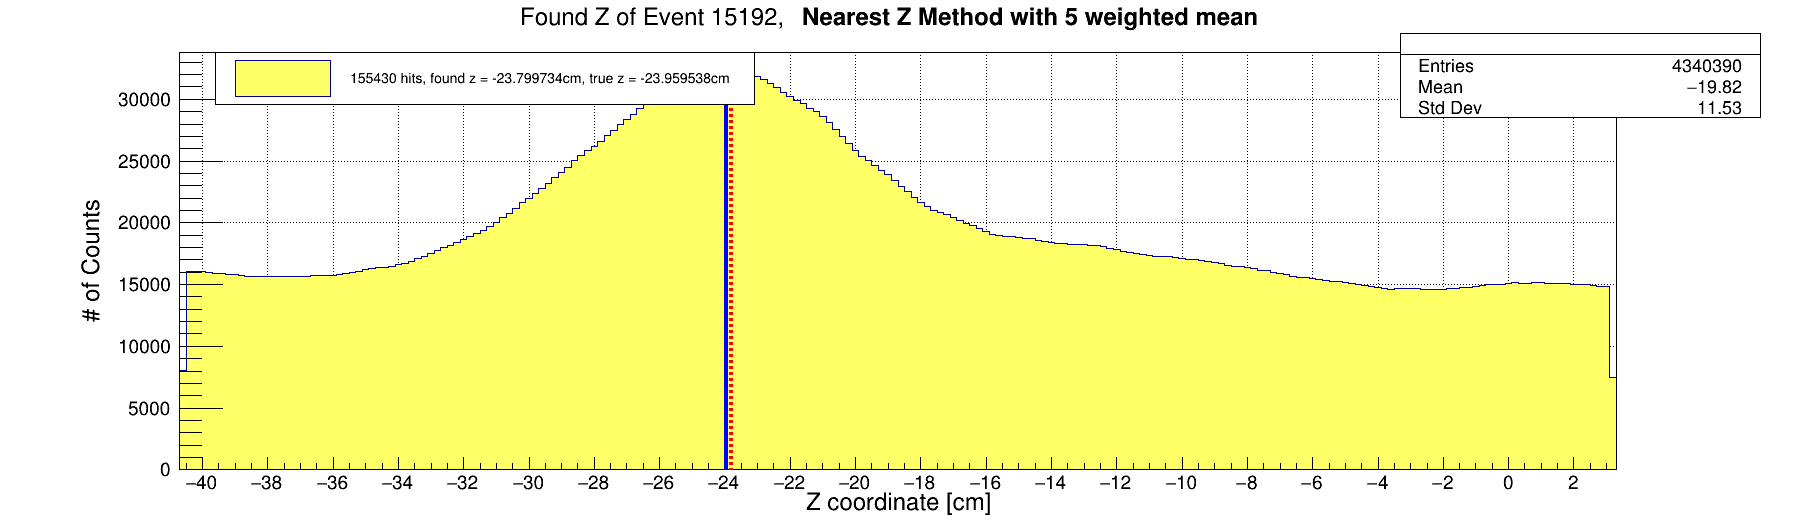 Found Z of Event 15192, Nearest Z Method with 5 weighted mean
155430 hits, found z = -23.799734cm, true z = -23.959538cm
Entries 4340390
Mean −19.82
Std Dev 11.53
# of Counts
30000
25000
20000
15000
10000
5000
0
−40 −38 −36 −34 −32 −30 −28 −26 −24 −22 −20 −18 −16 −14 −12 −10 −8 −6 −4 −2 0 2
Z coordinate [cm]